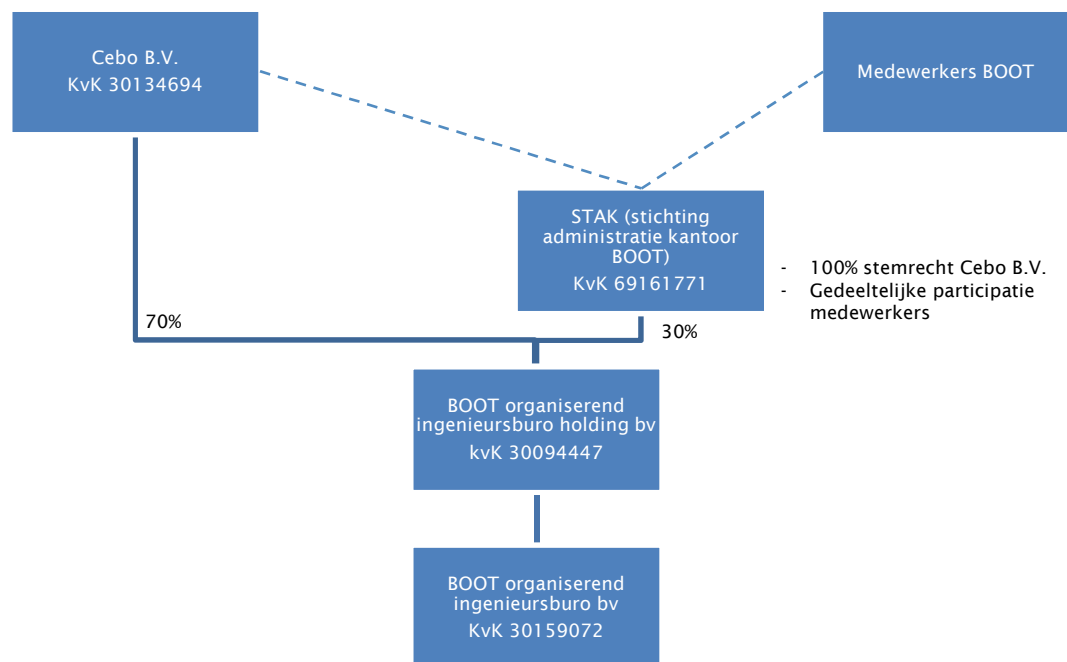 Cebo B.V.
KvK 30134694
Medewerkers BOOT
STAK (stichting
administratie kantoor
BOOT)
KvK 69161771
- 100% stemrecht Cebo B.V.
- Gedeeltelijke participatie
medewerkers
70%
30%
BOOT organiserend
ingenieursburo holding bv
kvK 30094447
BOOT organiserend
ingenieursburo bv
KvK 30159072